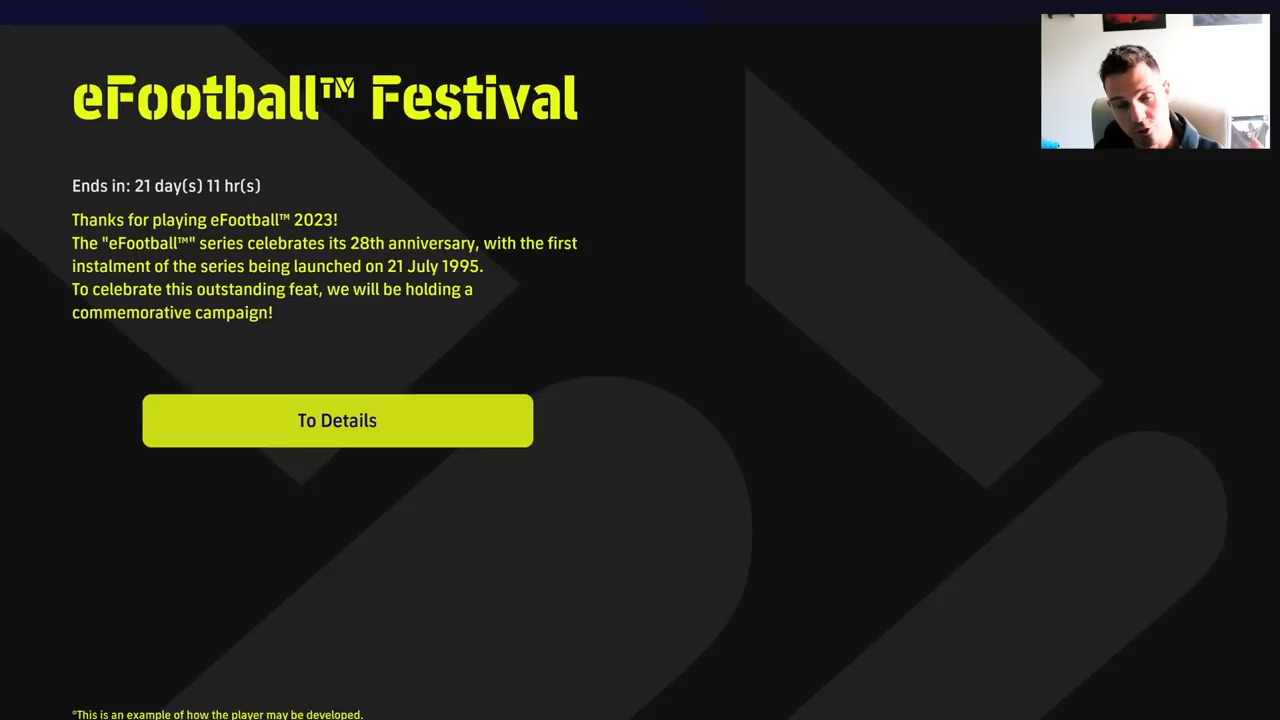 eFootball™ Festival
Ends in: 21 day(s) 11 hr(s)
Thanks for playing eFootball™ 2023!
The "eFootball™" series celebrates its 28th anniversary, with the first
instalment of the series being launched on 21 July 1995.
To celebrate this outstanding feat, we will be holding a
commemorative campaign!
To Details
*This is an example of how the player may be developed.